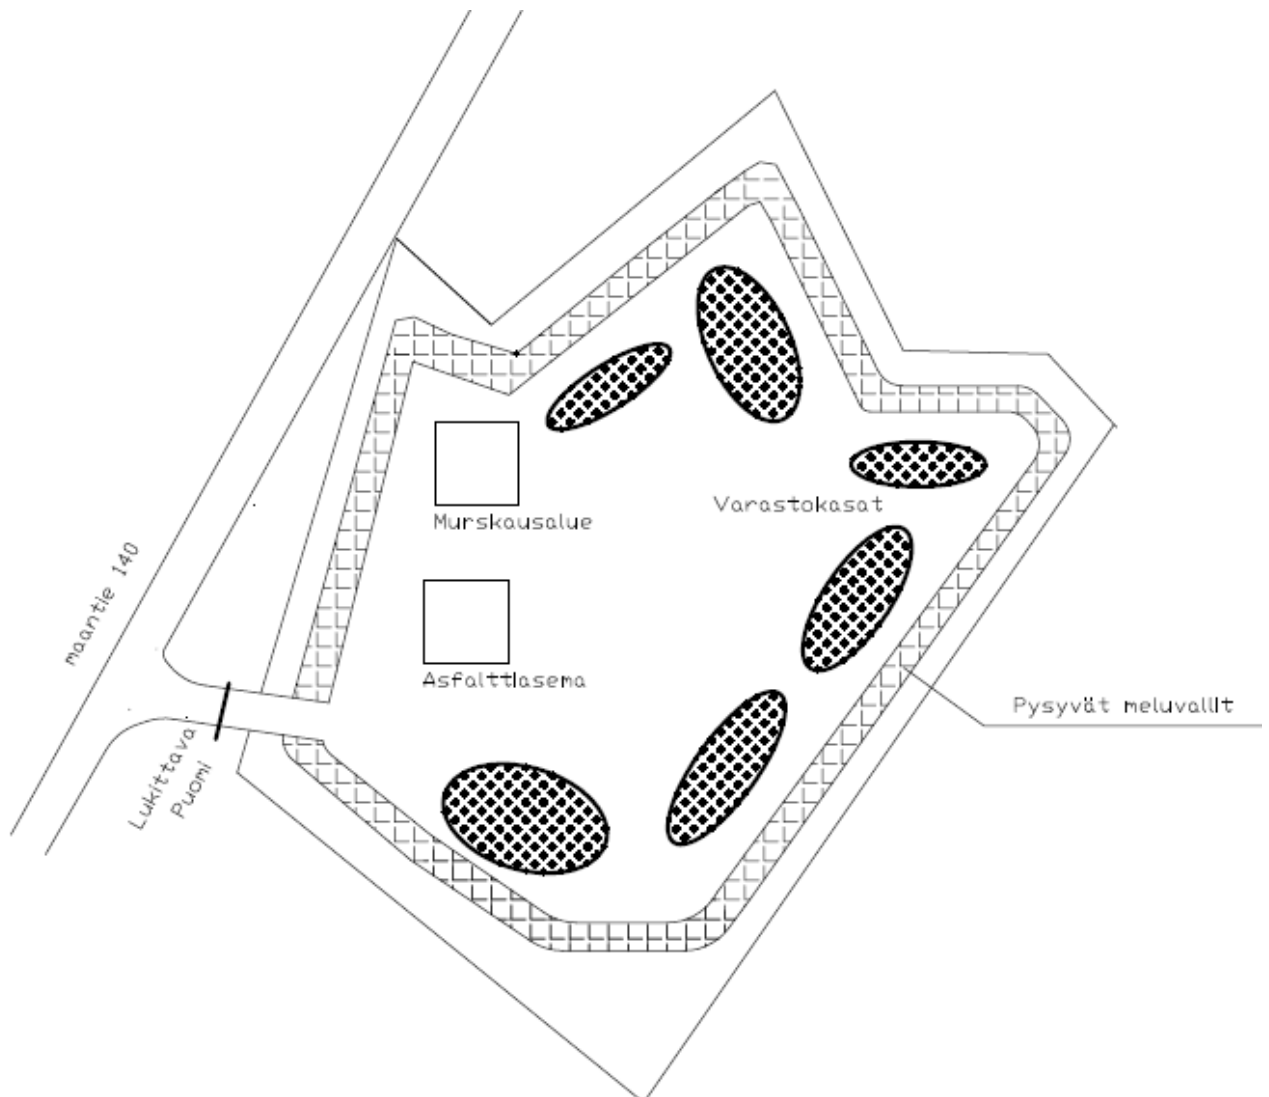 Murskausalue
Varastokasat
maantie 140
Asfalttiasema
Pysyvät meluvallit
Lukittava
Puomi